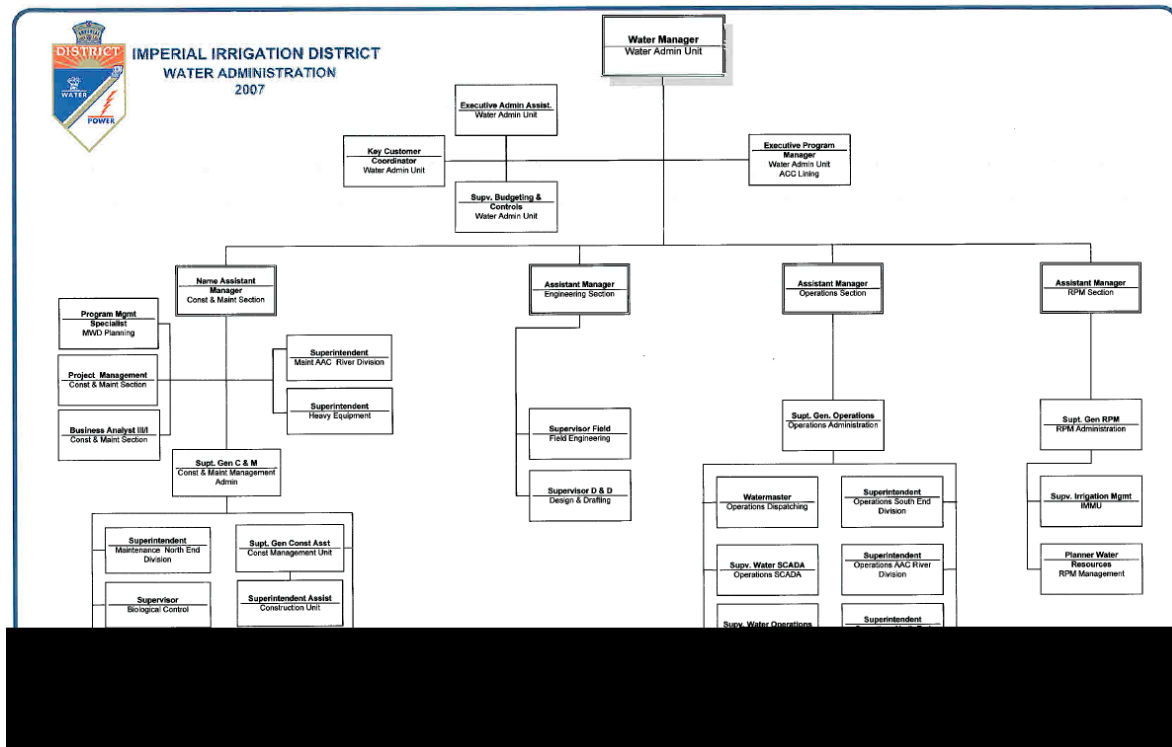 DISTRICT
WATER
POWER
IMPERIAL IRRIGATION DISTRICT
WATER ADMINISTRATION
2007
Water Manager
Water Admin Unit
Executive Admin Assist.
Water Admin Unit
Key Customer
Coordinator
Water Admin Unit
Executive Program
Manager
Water Admin Unit
ACC Lining
Supv. Budgeting &
Controls
Water Admin Unit
Name Assistant
Manager
Const & Maint Section
Assistant Manager
Engineering Section
Assistant Manager
Operations Section
Assistant Manager
RPM Section
Program Mgmt
Specialist
MWD Planning
Project Management
Const & Maint Section
Business Analyst III/I
Const & Maint Section
Superintendent
Maint AAC River Division
Superintendent
Heavy Equipment
Supt. Gen C & M
Const & Maint Management
Admin
Superintendent
Maintenance North End
Division
Supervisor
Biological Control
Supt. Gen Const Asst
Const Management Unit
Superintendent Assist
Construction Unit
Supervisor Field
Field Engineering
Supervisor D & D
Design & Drafting
Supt. Gen. Operations
Operations Administration
Watermaster
Operations Dispatching
Supv. Water SCADA
Operations SCADA
Supv. Water Operations
Superintendent
Operations South End
Division
Superintendent
Operations AAC River
Division
Superintendent
Supt. Gen RPM
RPM Administration
Supv. Irrigation Mgmt
IMMU
Planner Water
Resources
RPM Management